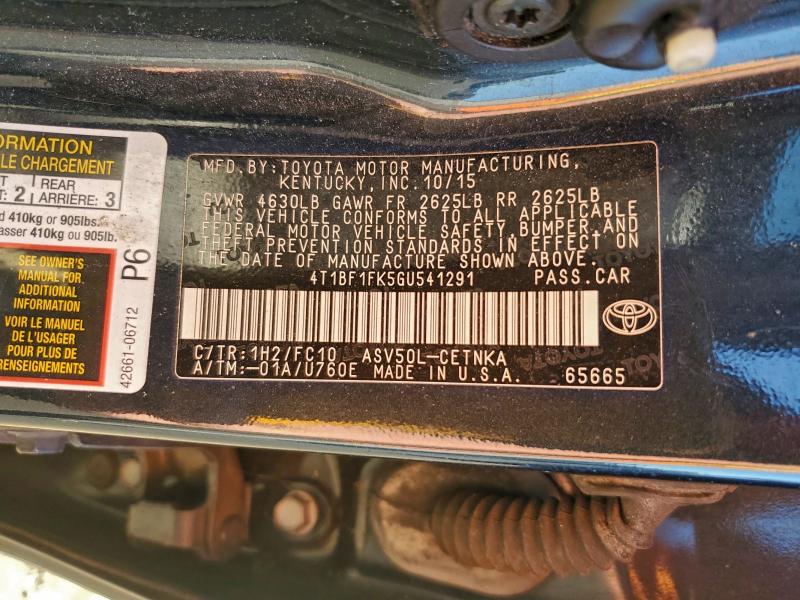 ORMATION
LE CHARGEMENT
REAR
: 2 ARRIÈRE: 3
d 410kg or 905lbs.
asser 410kg ou 905lb.
SEE OWNER'S
MANUAL FOR
ADDITIONAL
INFORMATION
VOIR LE MANUEL
DE L'USAGER
POUR PLUS DE
RENSEIGNEMENTS
P6
42661-06712
MFD.BY:TOYOTA MOTOR MANUFACTURING,
KENTUCKY, INC.10/15
GVWR 4630LB GAWR FR 2625LB RR 2625LB
THIS VEHICLE CONFORMS TO ALL APPLICABLE
FEDERAL MOTOR VEHICLE SAFETY, BUMPER, AND
THEFT PREVENTION STANDARDS IN EFFECT ON
THE DATE OF MANUFACTURE SHOWN ABOVE.
4T1BF1FK5GU541291 PASS.CAR
C/TR:1H2/FC10 ASV50L-CETNKA
A/TM:-01A/U760E MADE IN U.S.A. 65665